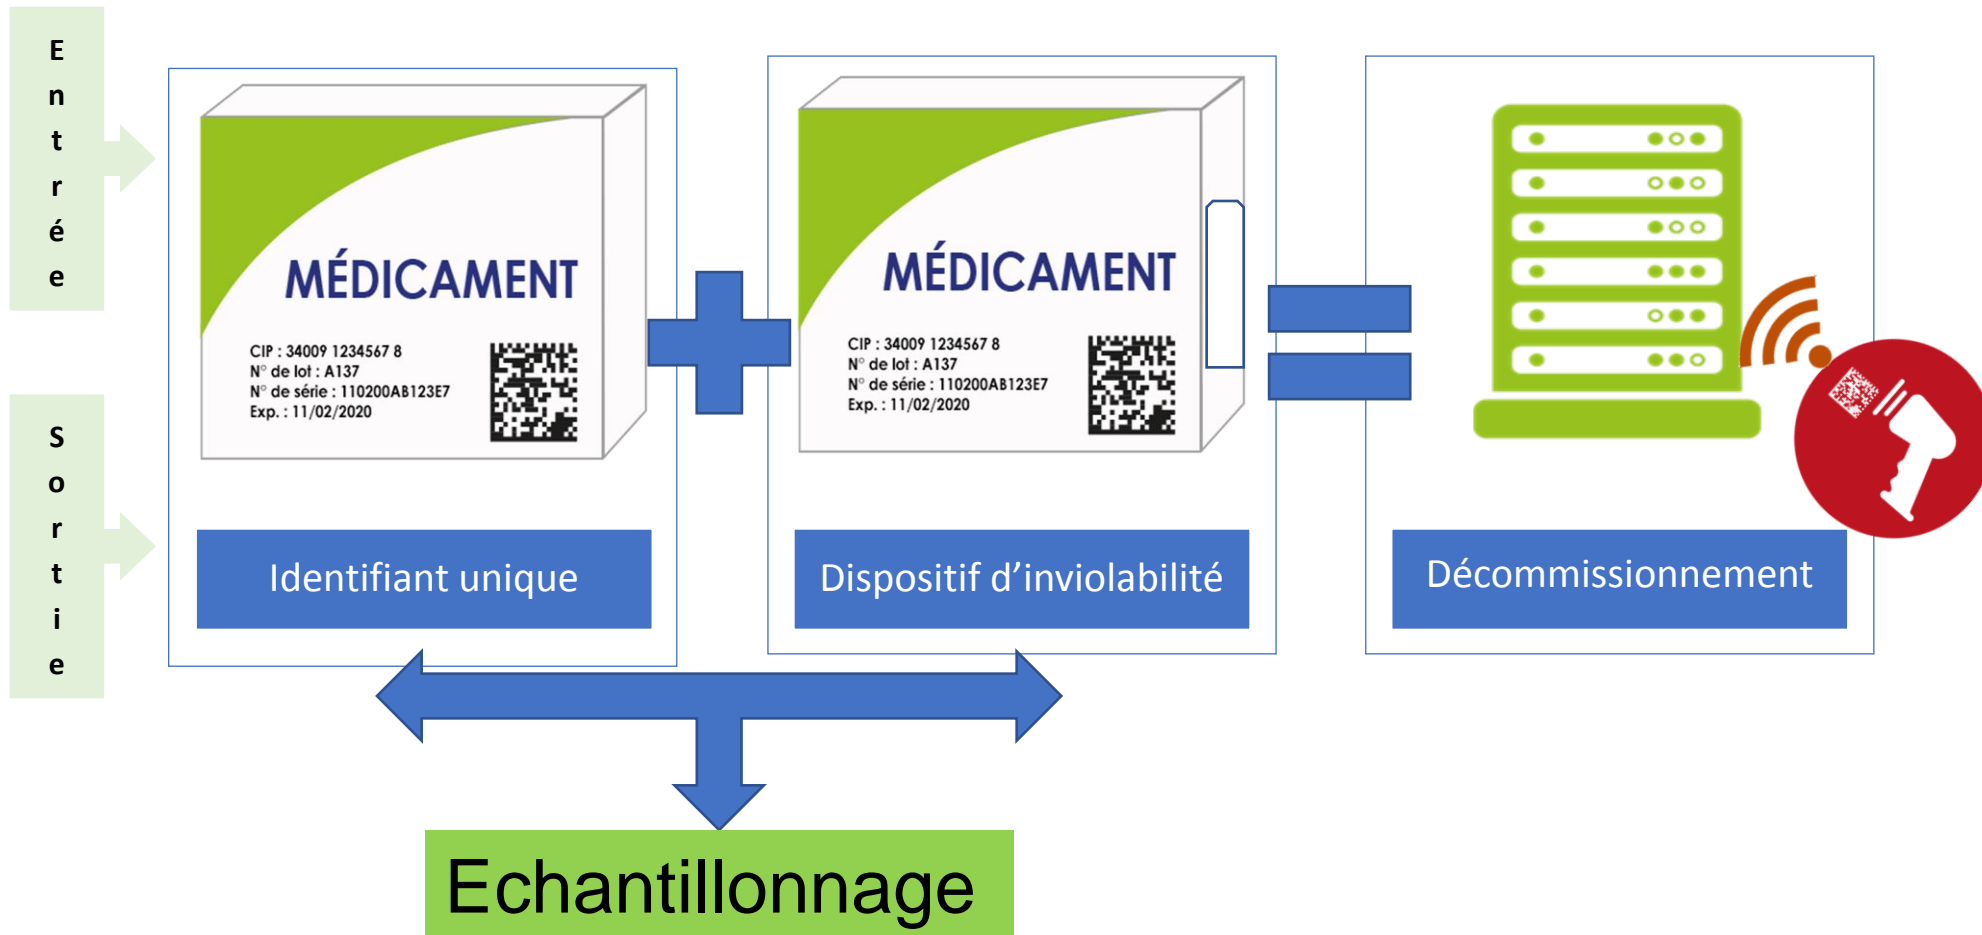 Entrée
MÉDICAMENT
CIP : 34009 1234567 8
N° de lot : A137
N° de série : 110200AB123E7
Exp. : 11/02/2020
MÉDICAMENT
CIP : 34009 1234567 8
N° de lot : A137
N° de série : 110200AB123E7
Exp. : 11/02/2020
Sortie
Identifiant unique
Dispositif d’inviolabilité
Décommissionnement
Echantillonnage